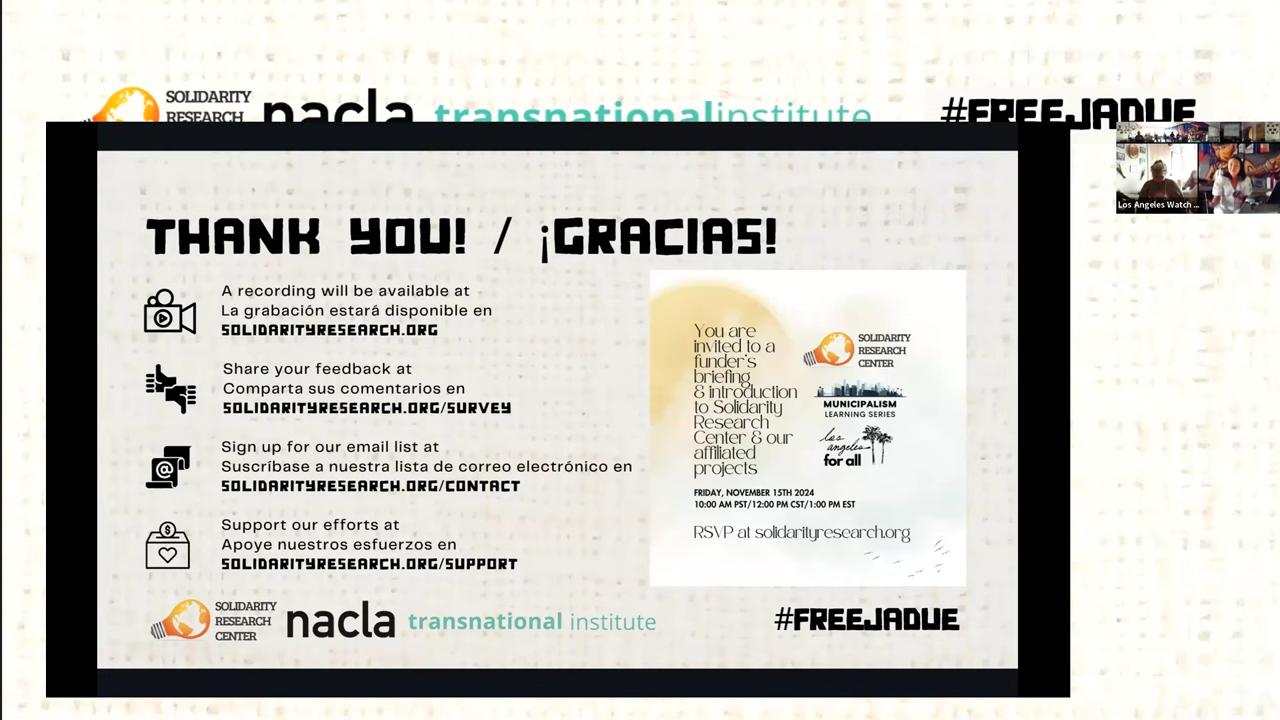 SOLIDARITY
RESEARCH
nacla
transnationalinstitute
#FREEJADUE
Los Angeles Watch ...
THANK YOU! / ¡GRACIAS!
A recording will be available at
La grabación estará disponible en
SOLIDARITYRESEARCH.ORG
Share your feedback at
Comparta sus comentarios en
SOLIDARITYRESEARCH.ORG/SURVEY
Sign up for our email list at
Suscríbase a nuestra lista de correo electrónico en
SOLIDARITYRESEARCH.ORG/CONTACT
Support our efforts at
Apoye nuestros esfuerzos en
SOLIDARITYRESEARCH.ORG/SUPPORT
You are
invited to a
funder's
briefing
& introduction
to Solidarity
Research
Center & our
affiliated
projects
SOLIDARITY
RESEARCH
CENTER
MUNICIPALISM
LEARNING SERIES
los
angeles
for all
FRIDAY, NOVEMBER 15TH 2024
10:00 AM PST/12:00 PM CST/1:00 PM EST
RSVP at solidarityresearch.org
SOLIDARITY
RESEARCH
CENTER
nacla
transnational institute
#FREEJADUE